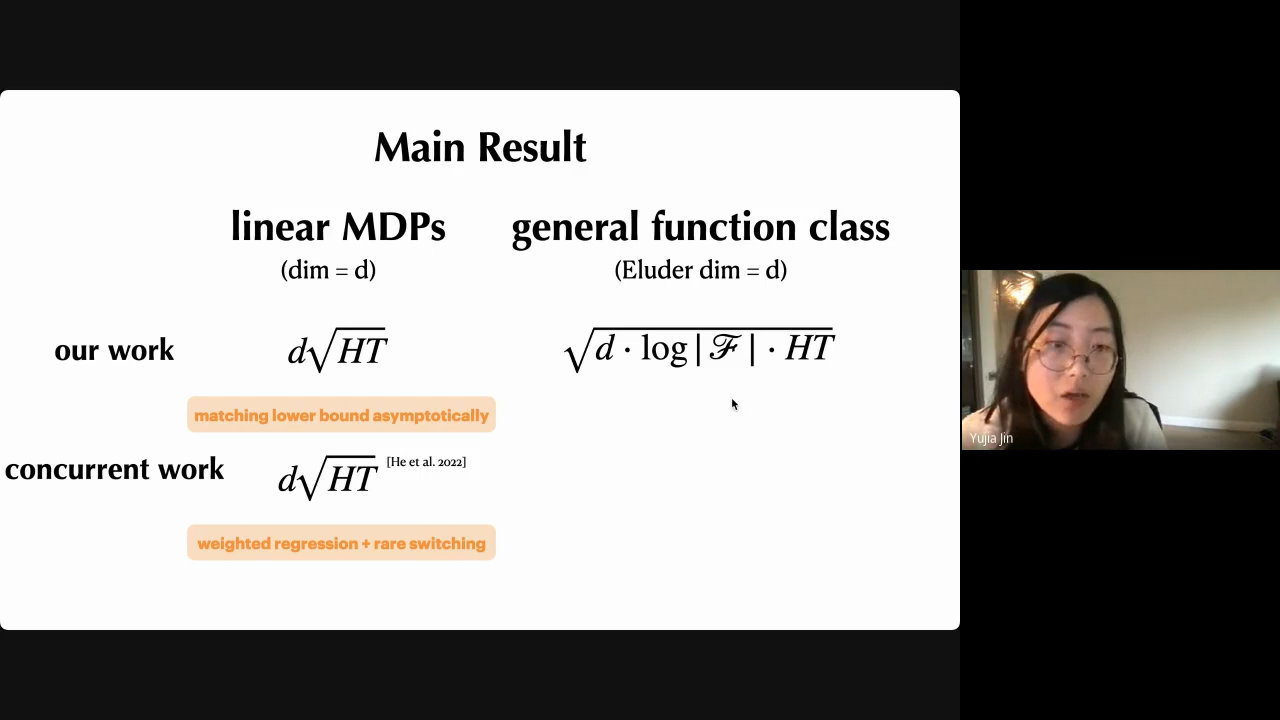 Main Result
linear MDPs
general function class
(dim = d)
(Eluder dim = d)
our work
d√HT
√d · log|ℱ| · HT
matching lower bound asymptotically
concurrent work
d√HT [He et al. 2022]
weighted regression + rare switching
Yujia Jin